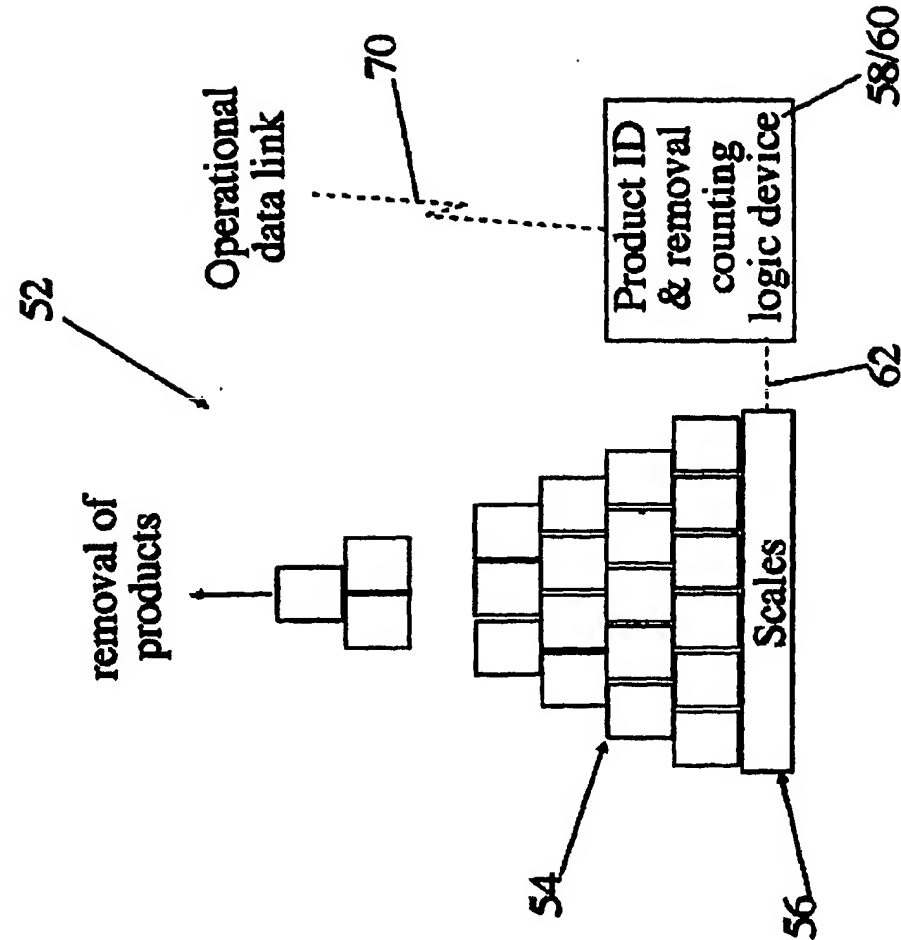 52
removal of
products
Operational
data link
70
Product ID
& removal
counting
logic device
58/60
62
54
Scales
56